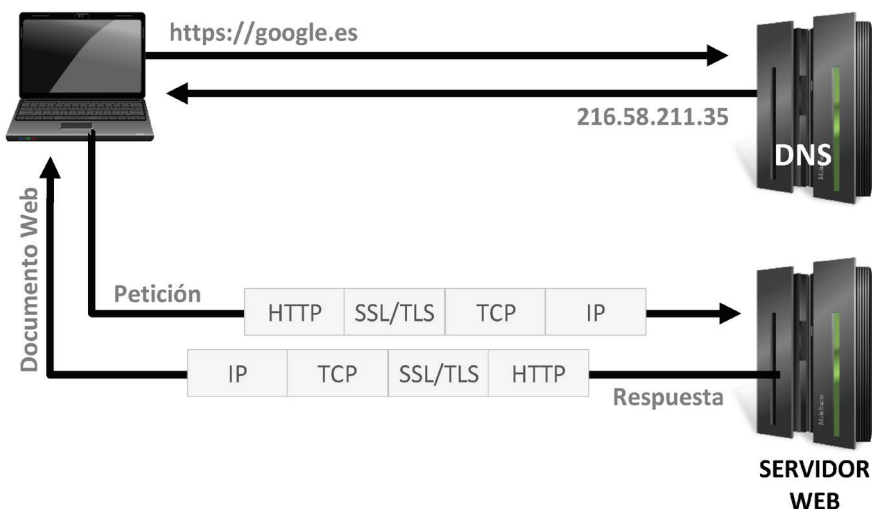 https://google.es
216.58.211.35
DNS
Documento Web
Petición
HTTP SSL/TLS TCP IP
IP TCP SSL/TLS HTTP
Respuesta
SERVIDOR
WEB